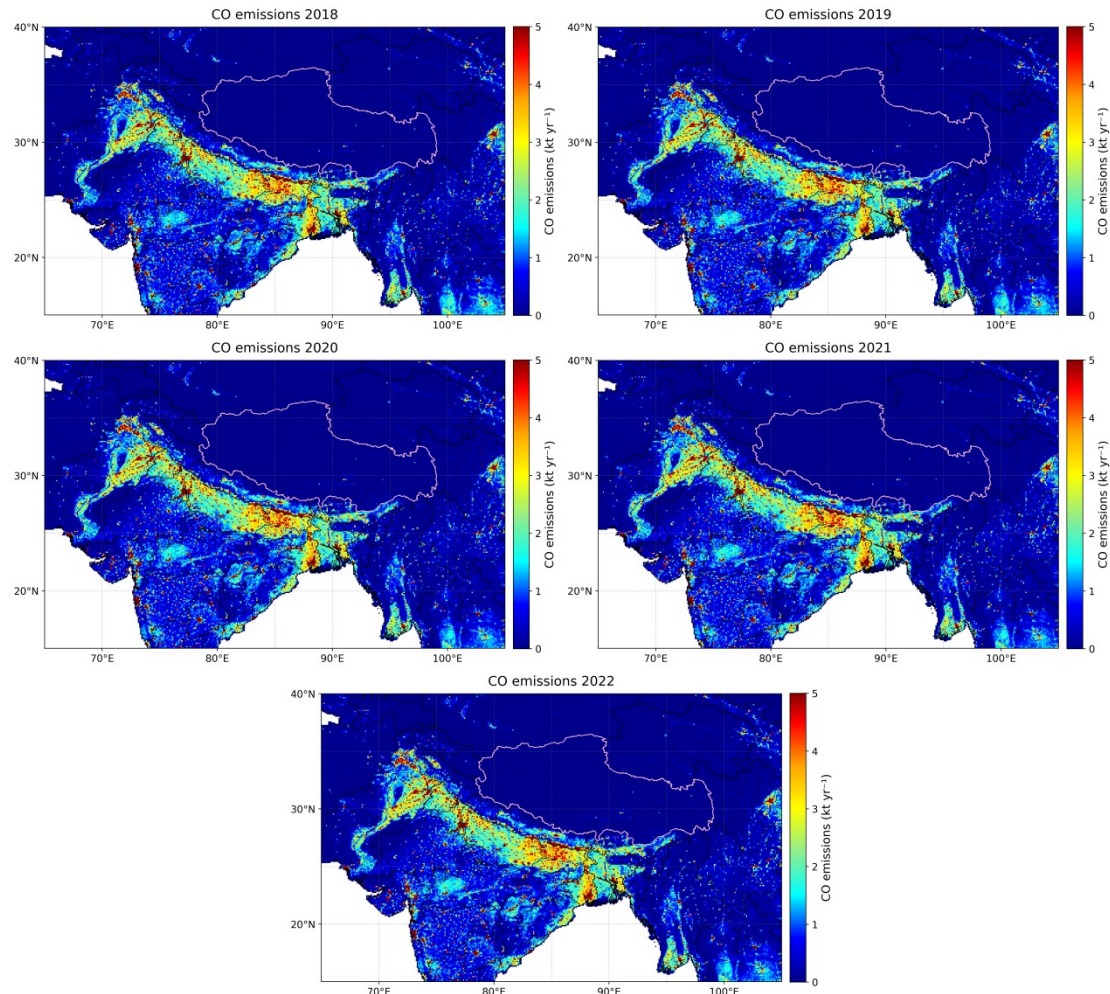 CO emissions 2018
40°N
30°N
20°N
70°E
80°E
90°E
100°E
5
4
3
2
1
0
CO emissions (kt yr⁻¹)
CO emissions 2019
40°N
30°N
20°N
70°E
80°E
90°E
100°E
5
4
3
2
1
0
CO emissions (kt yr⁻¹)
CO emissions 2020
40°N
30°N
20°N
70°E
80°E
90°E
100°E
5
4
3
2
1
0
CO emissions (kt yr⁻¹)
CO emissions 2021
40°N
30°N
20°N
70°E
80°E
90°E
100°E
5
4
3
2
1
0
CO emissions (kt yr⁻¹)
CO emissions 2022
40°N
30°N
20°N
70°E
80°E
90°E
100°E
5
4
3
2
1
0
CO emissions (kt yr⁻¹)